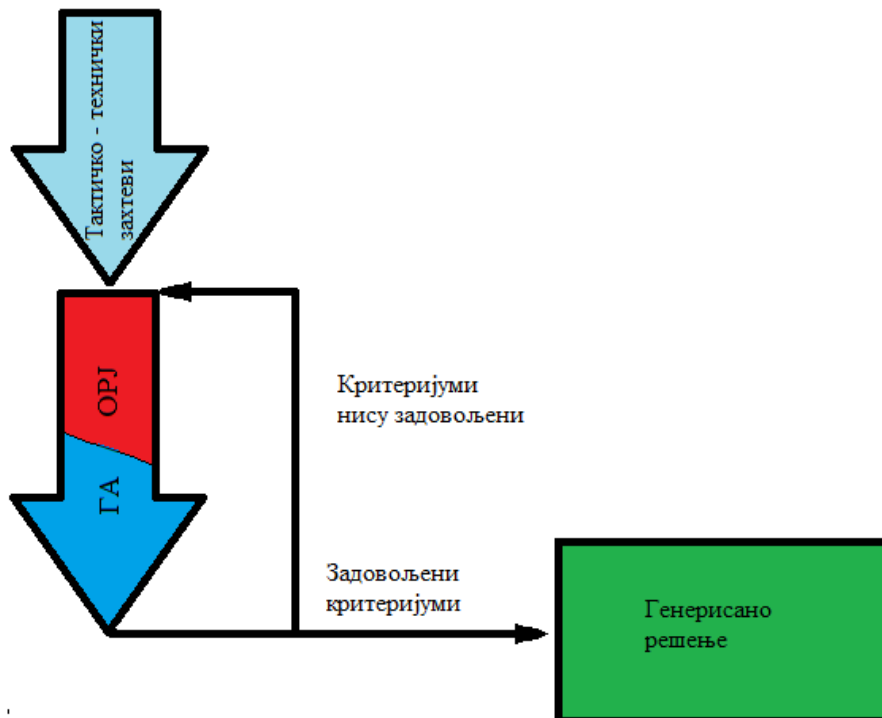 Тактичко - технички
захтеви
ОРЈ
ГА
Критеријуми
нису задовољени
Задовољени
критеријуми
Генерисано
решење